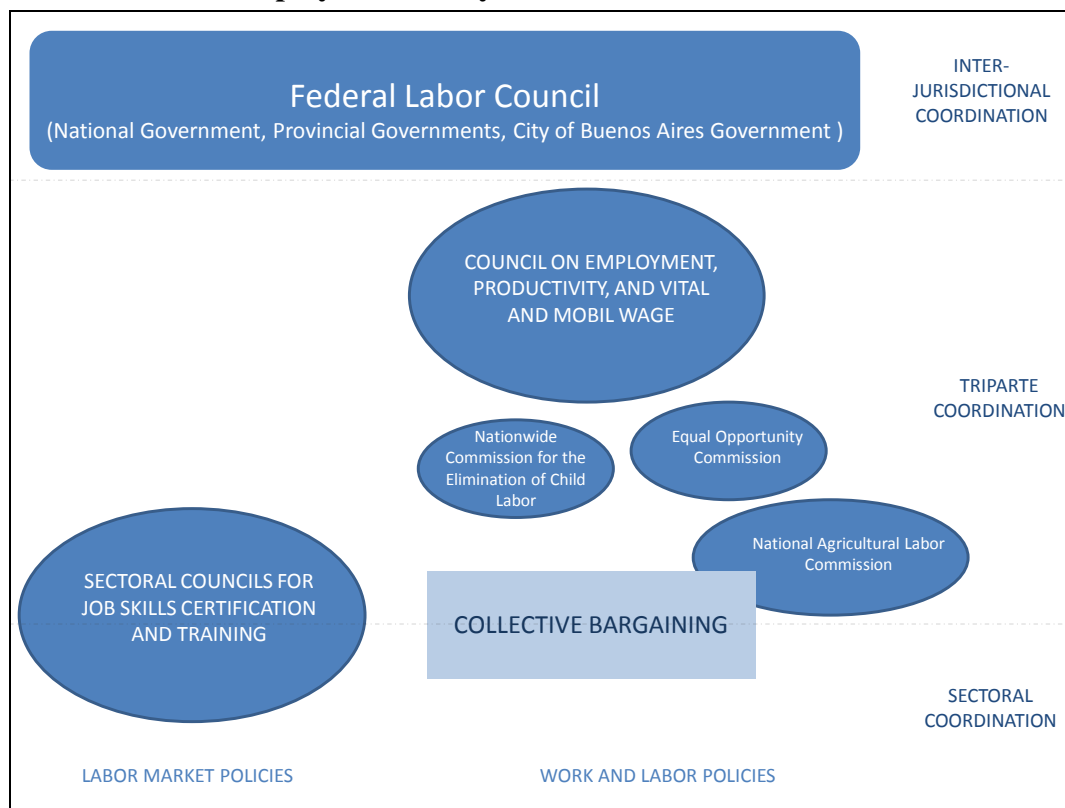 Federal Labor Council
(National Government, Provincial Governments, City of Buenos Aires Government )
INTER-
JURISDICTIONAL
COORDINATION
COUNCIL ON EMPLOYMENT,
PRODUCTIVITY, AND VITAL
AND MOBIL WAGE
TRIPARTE
COORDINATION
Nationwide
Commission for the
Elimination of Child
Labor
Equal Opportunity
Commission
National Agricultural Labor
Commission
SECTORAL COUNCILS FOR
JOB SKILLS CERTIFICATION
AND TRAINING
COLLECTIVE BARGAINING
SECTORAL
COORDINATION
LABOR MARKET POLICIES
WORK AND LABOR POLICIES